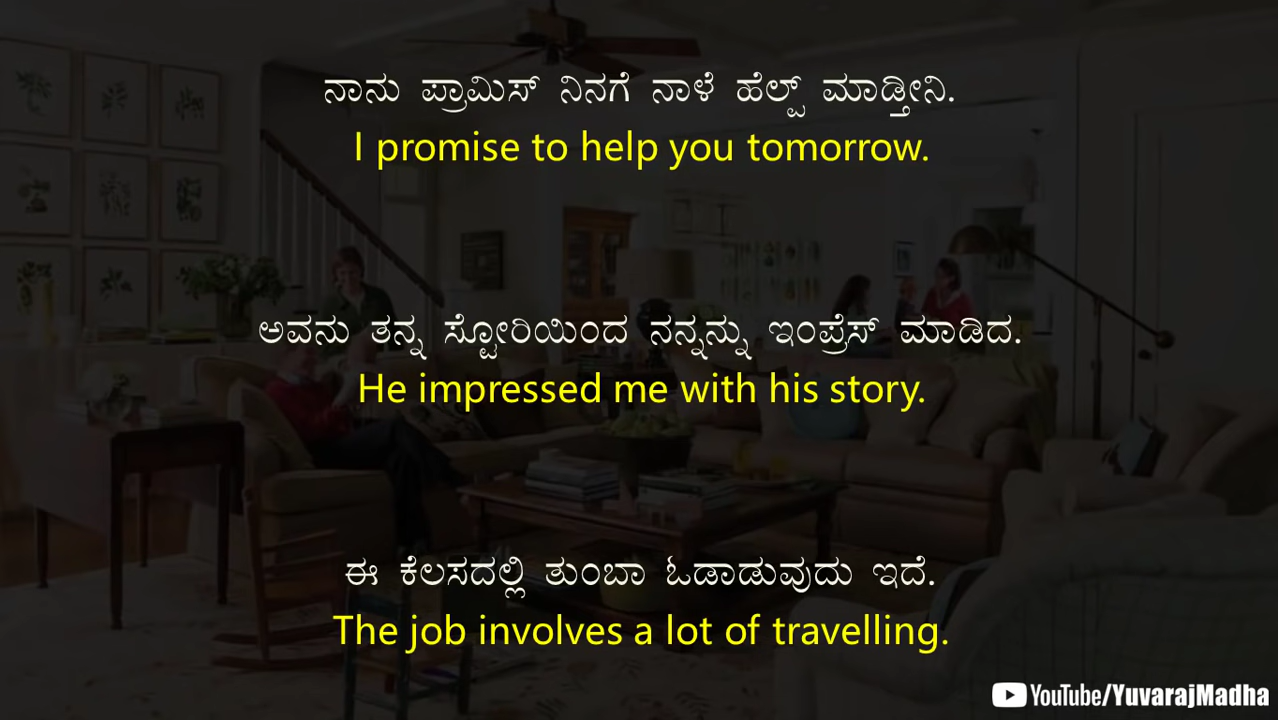 ನಾನು ಪ್ರಾಮಿಸ್ ನಿನಗೆ ನಾಳೆ ಹೆಲ್ಪ್ ಮಾಡ್ತೀನಿ.
I promise to help you tomorrow.
ಅವನು ತನ್ನ ಸ್ಟೋರಿಯಿಂದ ನನ್ನನ್ನು ಇಂಪ್ರೆಸ್ ಮಾಡಿದ.
He impressed me with his story.
ಈ ಕೆಲಸದಲ್ಲಿ ತುಂಬಾ ಓಡಾಡುವುದು ಇದೆ.
The job involves a lot of travelling.
YouTube/YuvarajMadha